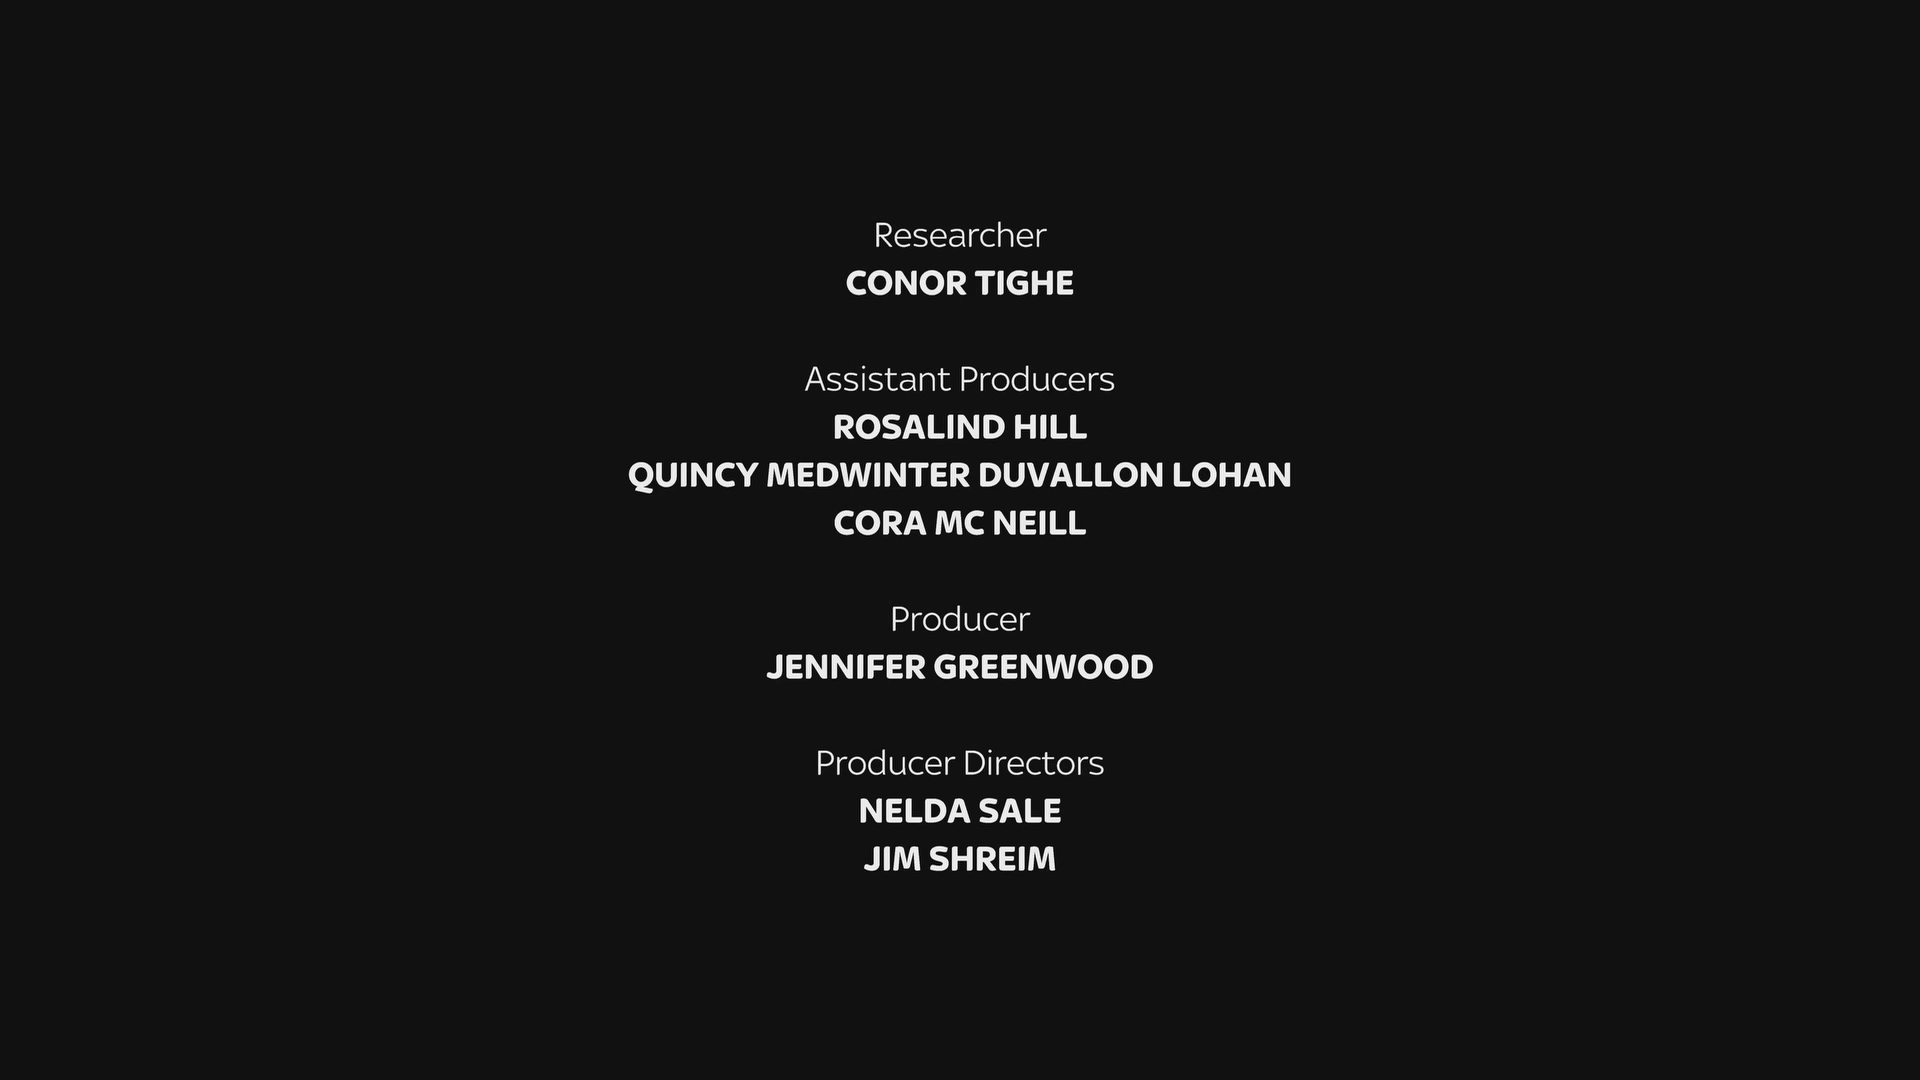 Researcher
CONOR TIGHE
Assistant Producers
ROSALIND HILL
QUINCY MEDWINTER DUVALLON LOHAN
CORA MC NEILL
Producer
JENNIFER GREENWOOD
Producer Directors
NELDA SALE
JIM SHREIM